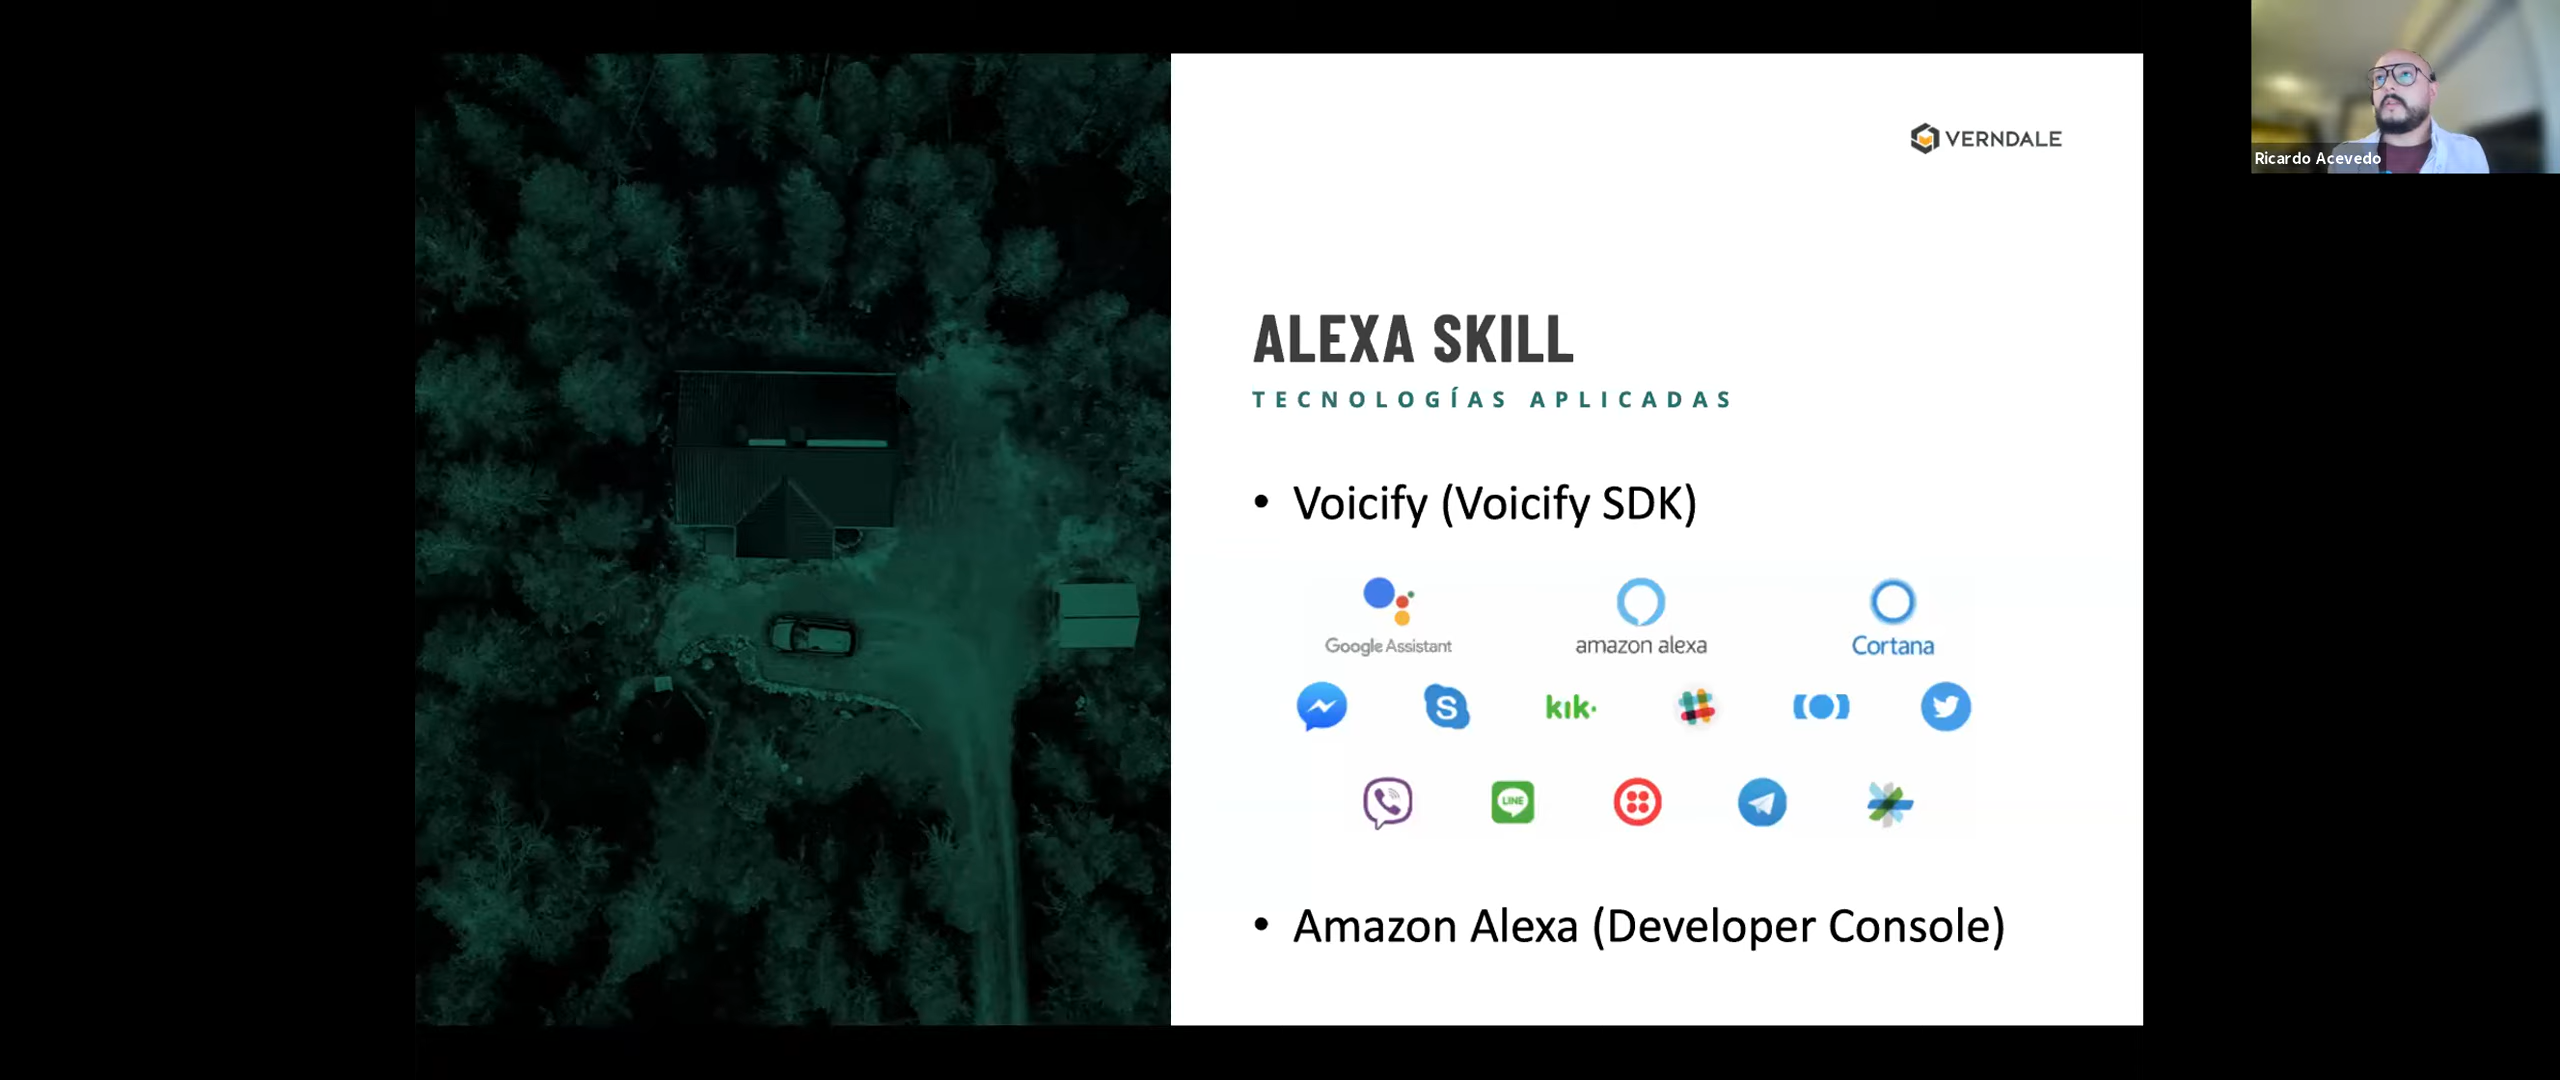 VERNDALE
Ricardo Acevedo
ALEXA SKILL
TECNOLOGÍAS APLICADAS
• Voicify (Voicify SDK)
Google Assistant
amazon alexa
Cortana
S
kik·
LINE
• Amazon Alexa (Developer Console)